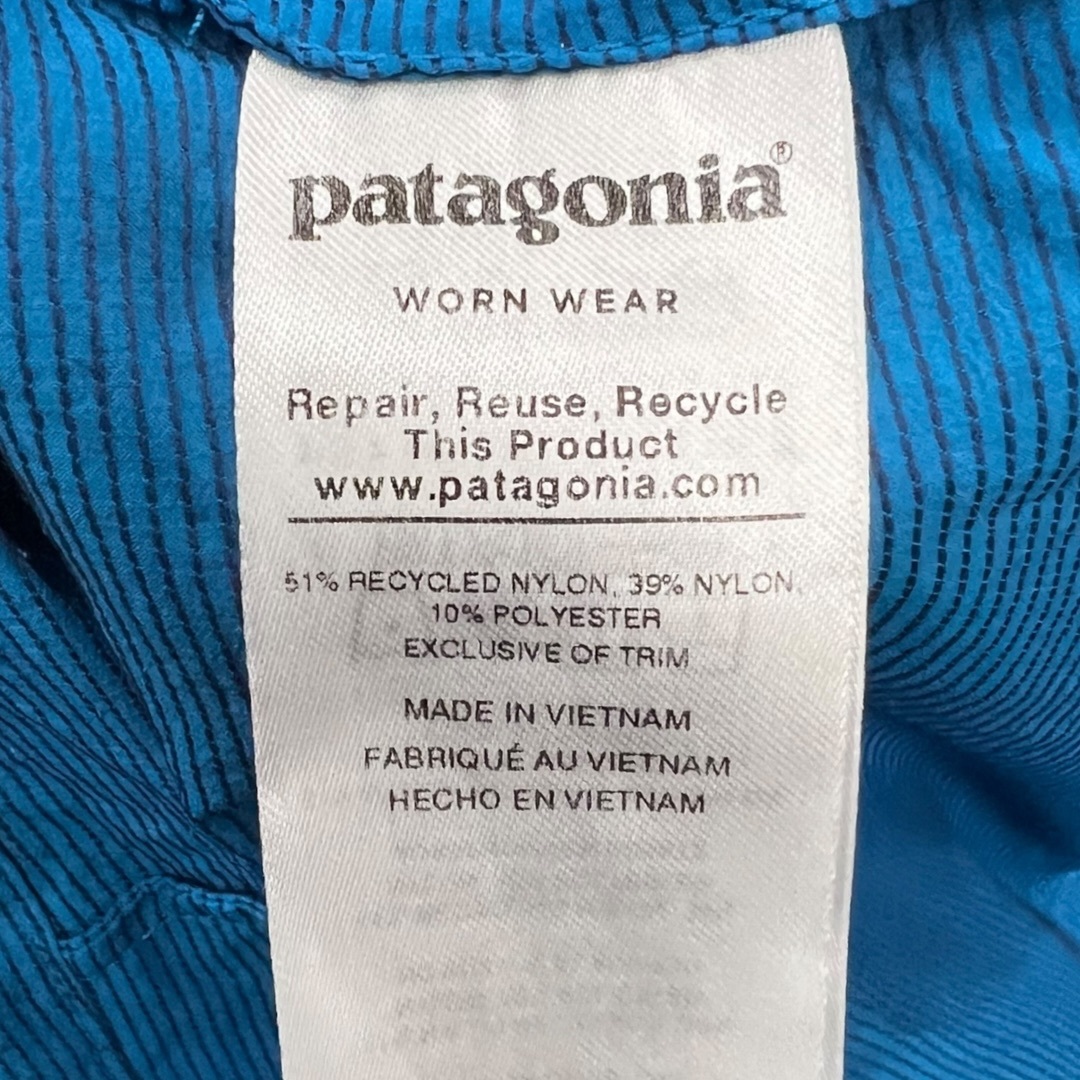 patagonia®
WORN WEAR
Repair, Reuse, Recycle
This Product
www.patagonia.com
51% RECYCLED NYLON, 39% NYLON,
10% POLYESTER
EXCLUSIVE OF TRIM
MADE IN VIETNAM
FABRIQUÉ AU VIETNAM
HECHO EN VIETNAM